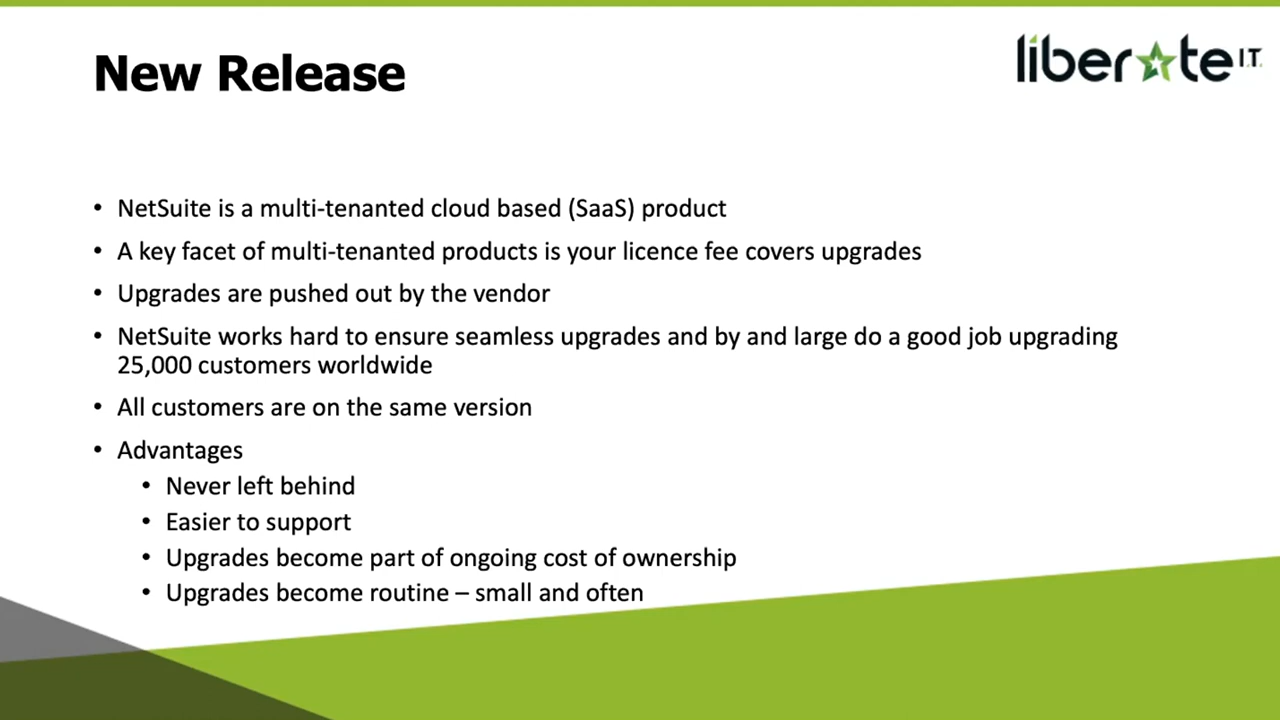 liberate I.T.
New Release
• NetSuite is a multi-tenanted cloud based (SaaS) product
• A key facet of multi-tenanted products is your licence fee covers upgrades
• Upgrades are pushed out by the vendor
• NetSuite works hard to ensure seamless upgrades and by and large do a good job upgrading
25,000 customers worldwide
• All customers are on the same version
• Advantages
• Never left behind
• Easier to support
• Upgrades become part of ongoing cost of ownership
• Upgrades become routine – small and often